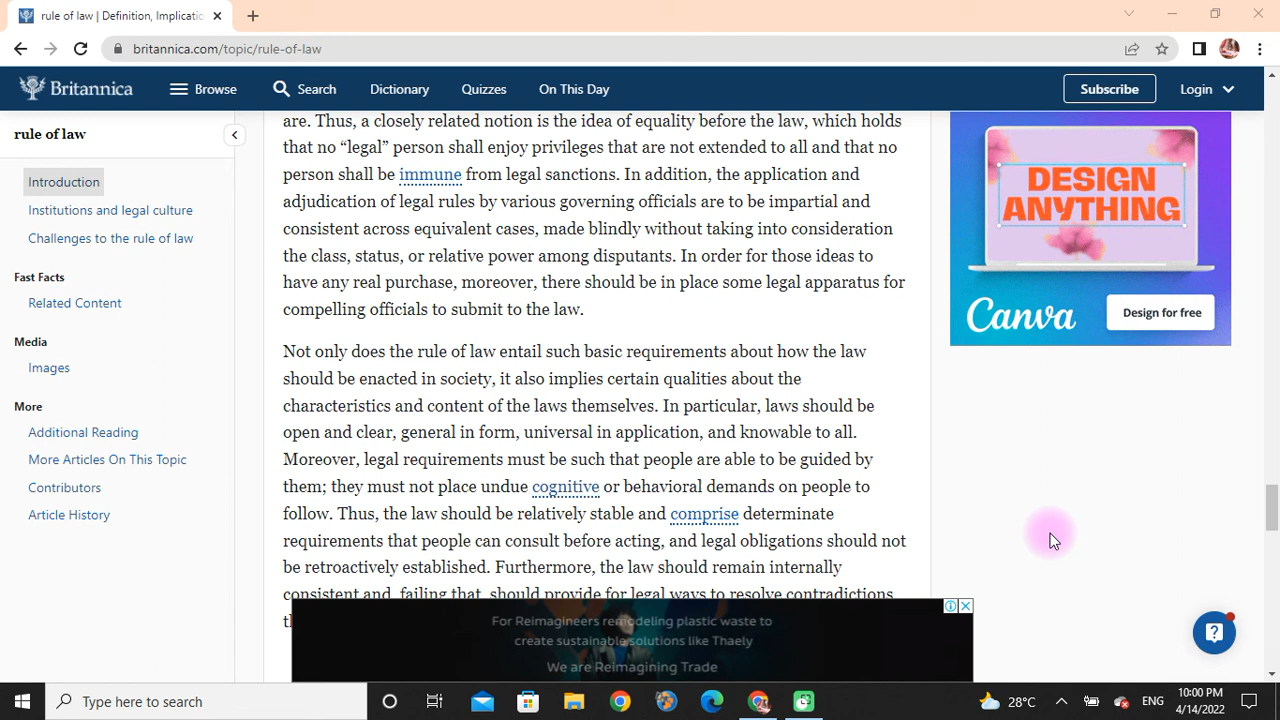 rule of law | Definition, Implicatio
britannica.com/topic/rule-of-law
Britannica
Browse
Search
Dictionary
Quizzes
On This Day
Subscribe
Login
rule of law
Introduction
Institutions and legal culture
Challenges to the rule of law
Fast Facts
Related Content
Media
Images
More
Additional Reading
More Articles On This Topic
Contributors
Article History
are. Thus, a closely related notion is the idea of equality before the law, which holds
that no “legal” person shall enjoy privileges that are not extended to all and that no
person shall be immune from legal sanctions. In addition, the application and
adjudication of legal rules by various governing officials are to be impartial and
consistent across equivalent cases, made blindly without taking into consideration
the class, status, or relative power among disputants. In order for those ideas to
have any real purchase, moreover, there should be in place some legal apparatus for
compelling officials to submit to the law.
Not only does the rule of law entail such basic requirements about how the law
should be enacted in society, it also implies certain qualities about the
characteristics and content of the laws themselves. In particular, laws should be
open and clear, general in form, universal in application, and knowable to all.
Moreover, legal requirements must be such that people are able to be guided by
them; they must not place undue cognitive or behavioral demands on people to
follow. Thus, the law should be relatively stable and comprise determinate
requirements that people can consult before acting, and legal obligations should not
be retroactively established. Furthermore, the law should remain internally
consistent and, failing that, should provide for legal ways to resolve contradictions
DESIGN
ANYTHING
Canva
Design for free
For Reimagineers remodeling plastic waste to
create sustainable solutions like Thaely
We are Reimagining Trade
Type here to search
28°C
ENG
10:00 PM
4/14/2022